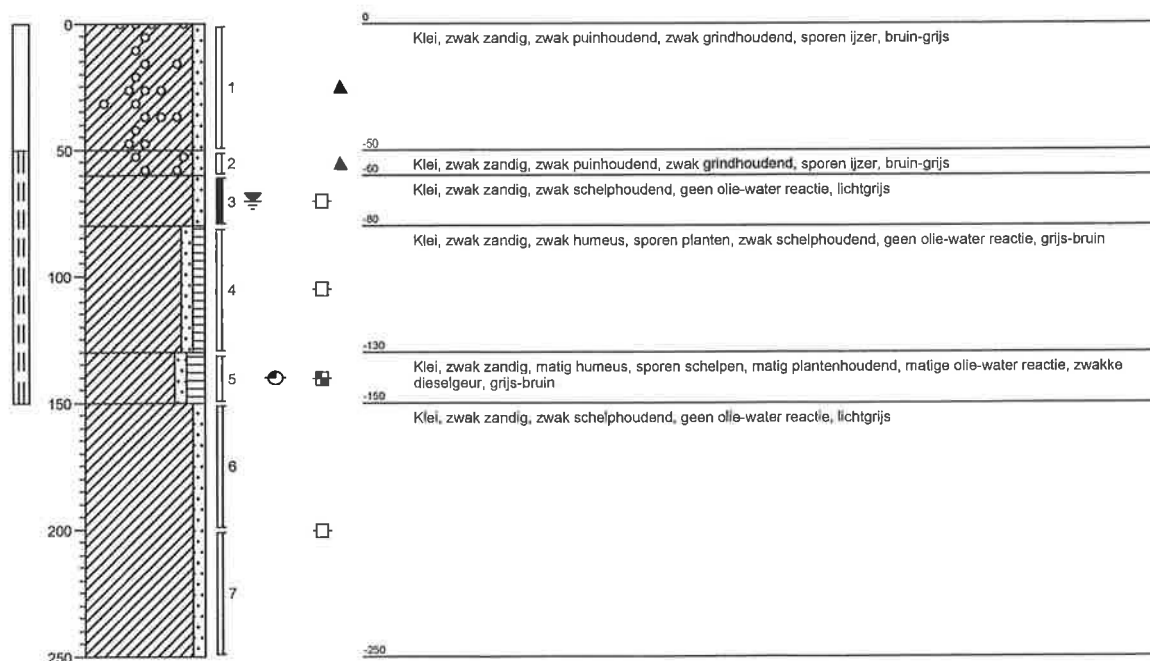 0
0
Klei, zwak zandig, zwak puinhoudend, zwak grindhoudend, sporen ijzer, bruin-grijs
1
50
-50
2
Klei, zwak zandig, zwak puinhoudend, zwak grindhoudend, sporen ijzer, bruin-grijs
-60
3
Klei, zwak zandig, zwak schelphoudend, geen olie-water reactie, lichtgrijs
-80
Klei, zwak zandig, zwak humeus, sporen planten, zwak schelphoudend, geen olie-water reactie, grijs-bruin
100
4
-130
5
Klei, zwak zandig, matig humeus, sporen schelpen, matig plantenhoudend, matige olie-water reactie, zwakke
dieselgeur, grijs-bruin
150
-150
Klei, zwak zandig, zwak schelphoudend, geen olie-water reactie, lichtgrijs
6
200
7
250
-250